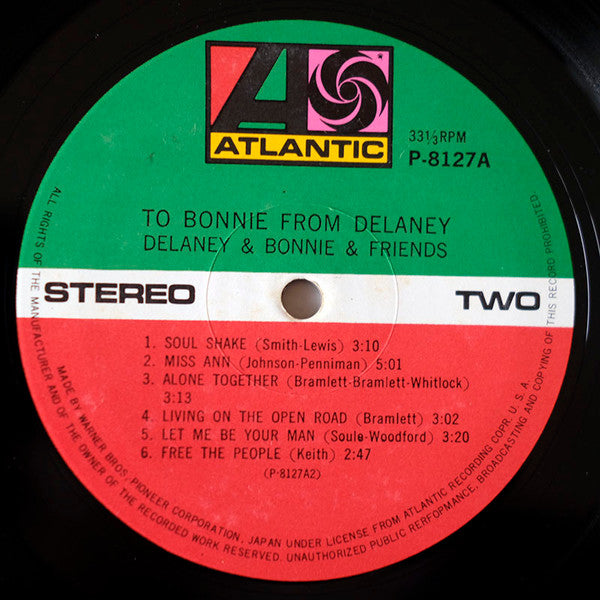 ATLANTIC
33⅓RPM
P-8127A
TO BONNIE FROM DELANEY
DELANEY & BONNIE & FRIENDS
STEREO
TWO
1. SOUL SHAKE (Smith-Lewis) 3:10
2. MISS ANN (Johnson-Penniman) 5:01
3. ALONE TOGETHER (Bramlett-Bramlett-Whitlock)
3:13
4. LIVING ON THE OPEN ROAD (Bramlett) 3:02
5. LET ME BE YOUR MAN (Soule-Woodford) 3:20
6. FREE THE PEOPLE (Keith) 2:47
(P-8127A2)
MADE BY WARNER BROS. PIONEER CORPORATION, JAPAN UNDER LICENSE FROM ATLANTIC RECORDING COPR. U. S. A.
ALL RIGHTS OF THE MANUFACTURER AND OF THE OWNER OF THE RECORDED WORK RESERVED. UNAUTHORIZED PUBLIC RERFOPMANCE, BROADCASTING AND COPYING OF THIS RECORD PROHIBITED.